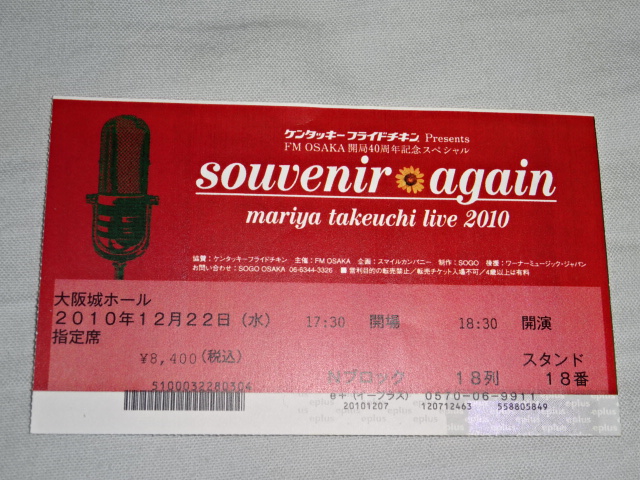 ケンタッキーフライドチキン Presents
FM OSAKA 開局40周年記念スペシャル
souvenir again
mariya takeuchi live 2010
協賛：ケンタッキーフライドチキン 主催：FM OSAKA 企画：スマイルカンパニー 制作：SOGO 後援：ワーナーミュージック・ジャパン
お問い合わせ：SOGO OSAKA 06-6344-3326 ■営利目的の転売禁止／転売チケット入場不可／4歳以上は有料
大阪城ホール
2010年12月22日（水） 17:30 開場 18:30 開演
指定席
¥8,400（税込） スタンド
Nブロック 18列 18番
5100032280304
e+（イープラス） 0570-06-9911
20101207 120712463 558805849
eplus eplus eplus